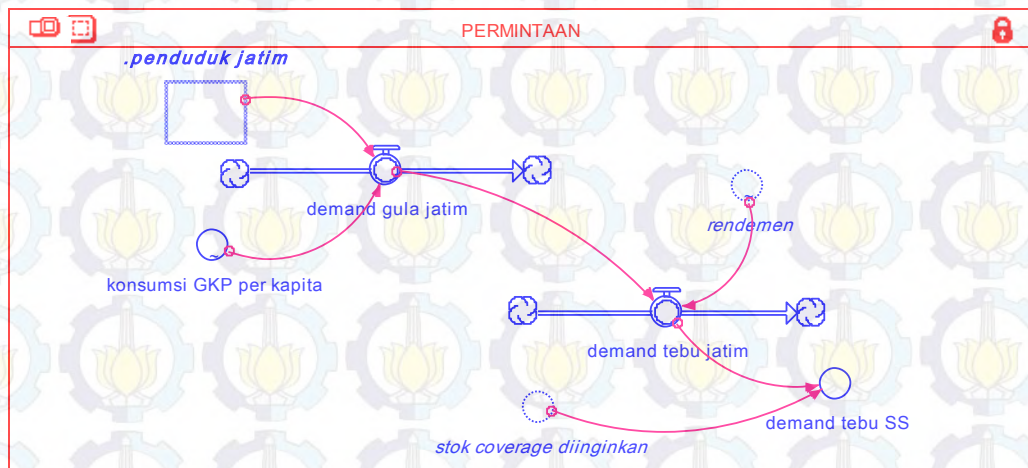 PERMINTAAN
.penduduk jatim
demand gula jatim
rendemen
konsumsi GKP per kapita
demand tebu jatim
demand tebu SS
stok coverage diinginkan